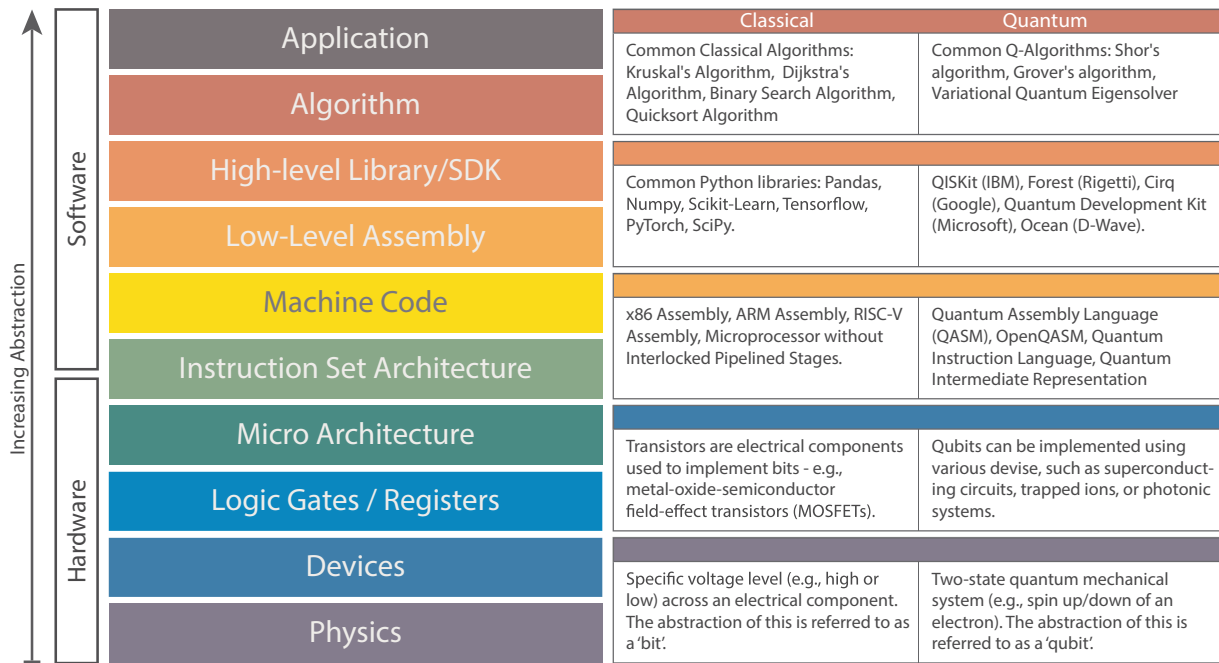 Increasing Abstraction
Software
Hardware
Application
Algorithm
High-level Library/SDK
Low-Level Assembly
Machine Code
Instruction Set Architecture
Micro Architecture
Logic Gates / Registers
Devices
Physics
Classical
Quantum
Common Classical Algorithms:
Kruskal's Algorithm, Dijkstra's
Algorithm, Binary Search Algorithm,
Quicksort Algorithm
Common Q-Algorithms: Shor's
algorithm, Grover's algorithm,
Variational Quantum Eigensolver
Common Python libraries: Pandas,
Numpy, Scikit-Learn, Tensorflow,
PyTorch, SciPy.
QISKit (IBM), Forest (Rigetti), Cirq
(Google), Quantum Development Kit
(Microsoft), Ocean (D-Wave).
x86 Assembly, ARM Assembly, RISC-V
Assembly, Microprocessor without
Interlocked Pipelined Stages.
Quantum Assembly Language
(QASM), OpenQASM, Quantum
Instruction Language, Quantum
Intermediate Representation
Transistors are electrical components
used to implement bits - e.g.,
metal-oxide-semiconductor
field-effect transistors (MOSFETs).
Qubits can be implemented using
various devise, such as superconduct-
ing circuits, trapped ions, or photonic
systems.
Specific voltage level (e.g., high or
low) across an electrical component.
The abstraction of this is referred to as
a 'bit'.
Two-state quantum mechanical
system (e.g., spin up/down of an
electron). The abstraction of this is
referred to as a 'qubit'.